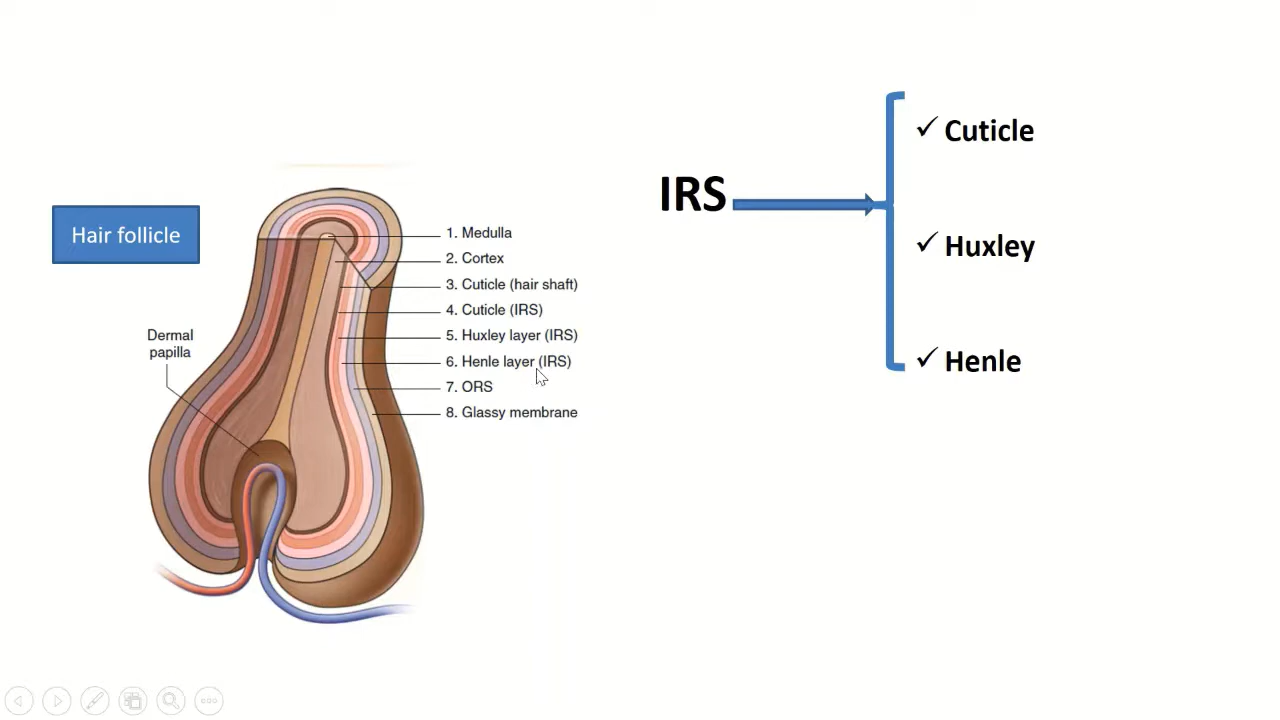 Hair follicle
Dermal
papilla
1. Medulla
2. Cortex
3. Cuticle (hair shaft)
4. Cuticle (IRS)
5. Huxley layer (IRS)
6. Henle layer (IRS)
7. ORS
8. Glassy membrane
IRS
✓ Cuticle
✓ Huxley
✓ Henle